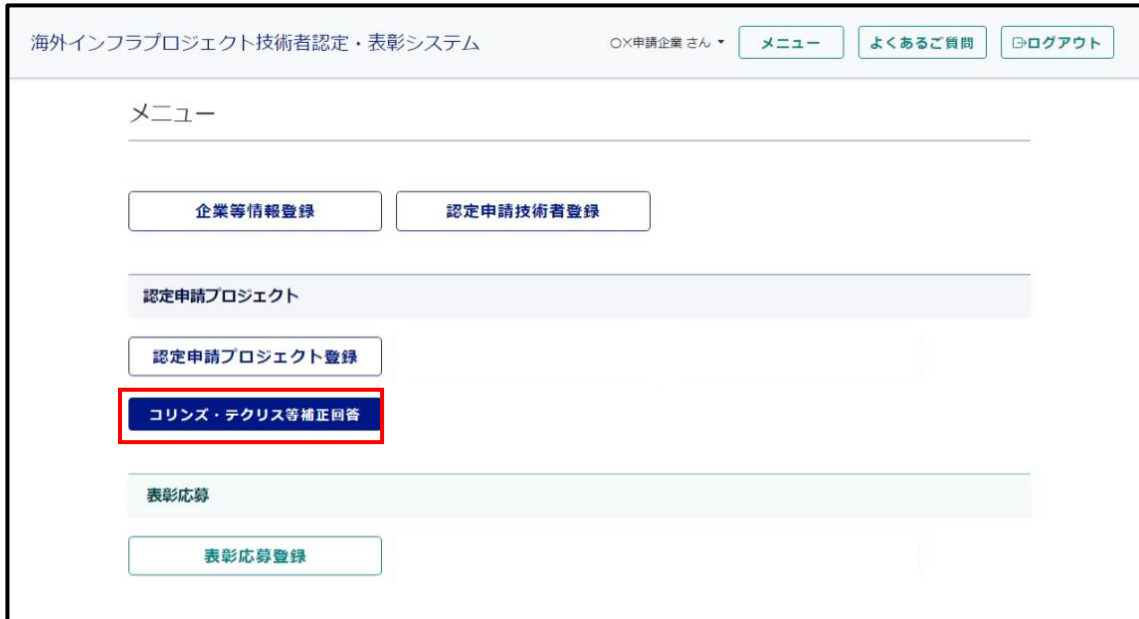 海外インフラプロジェクト技術者認定・表彰システム
○×申請企業 さん メニュー よくあるご質問 ログアウト
メニュー
企業等情報登録 認定申請技術者登録
認定申請プロジェクト
認定申請プロジェクト登録
コリンズ・テクリス等補正回答
表彰応募
表彰応募登録